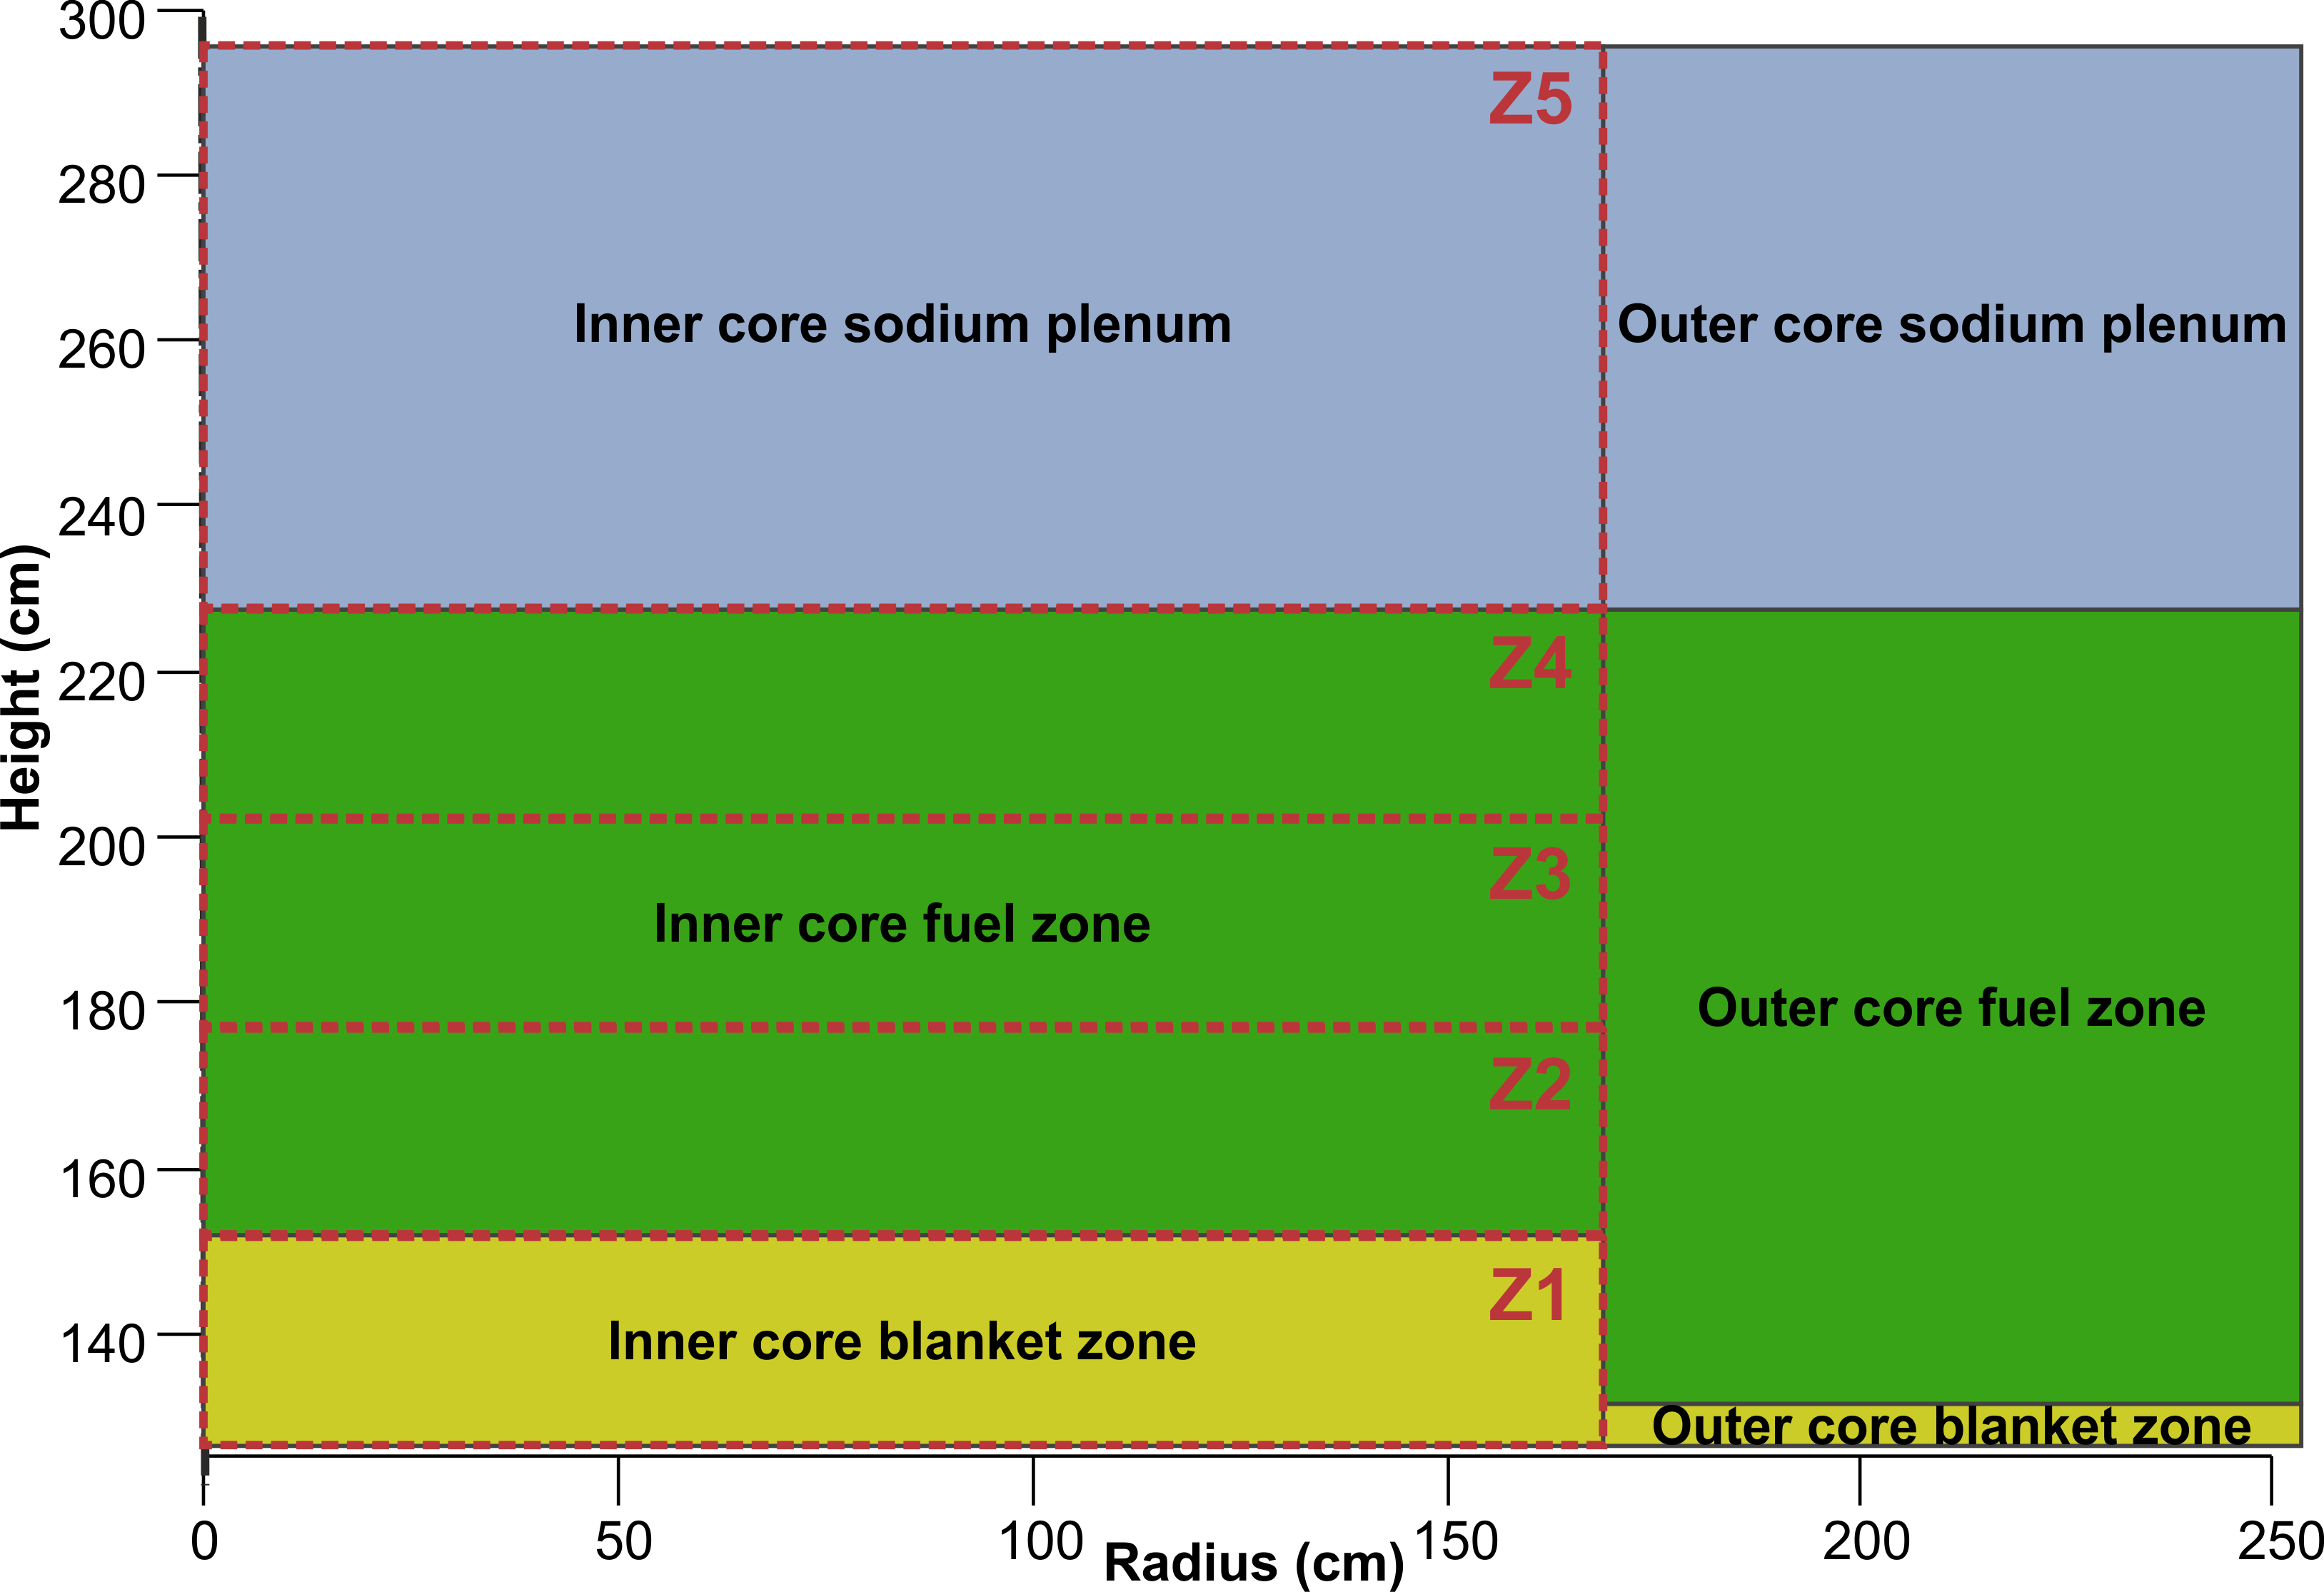 300
Z5
280
Inner core sodium plenum
Outer core sodium plenum
260
240
Height (cm)
Z4
220
200
Z3
Inner core fuel zone
180
Outer core fuel zone
Z2
160
Z1
140
Inner core blanket zone
Outer core blanket zone
0
50
100
150
200
250
Radius (cm)